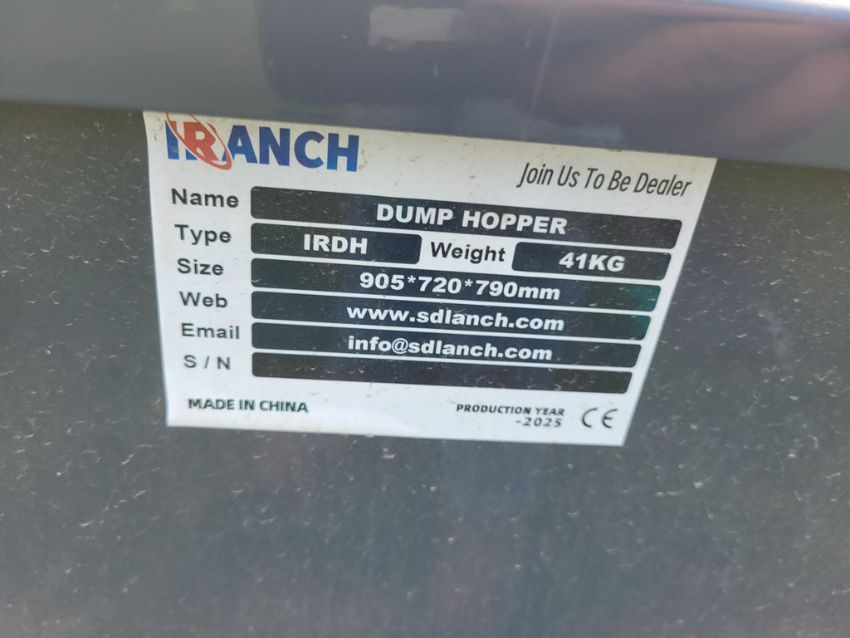 IRANCH
Join Us To Be Dealer
Name DUMP HOPPER
Type IRDH Weight 41KG
Size 905*720*790mm
Web www.sdlanch.com
Email info@sdlanch.com
S / N
MADE IN CHINA
PRODUCTION YEAR
-2025 CE